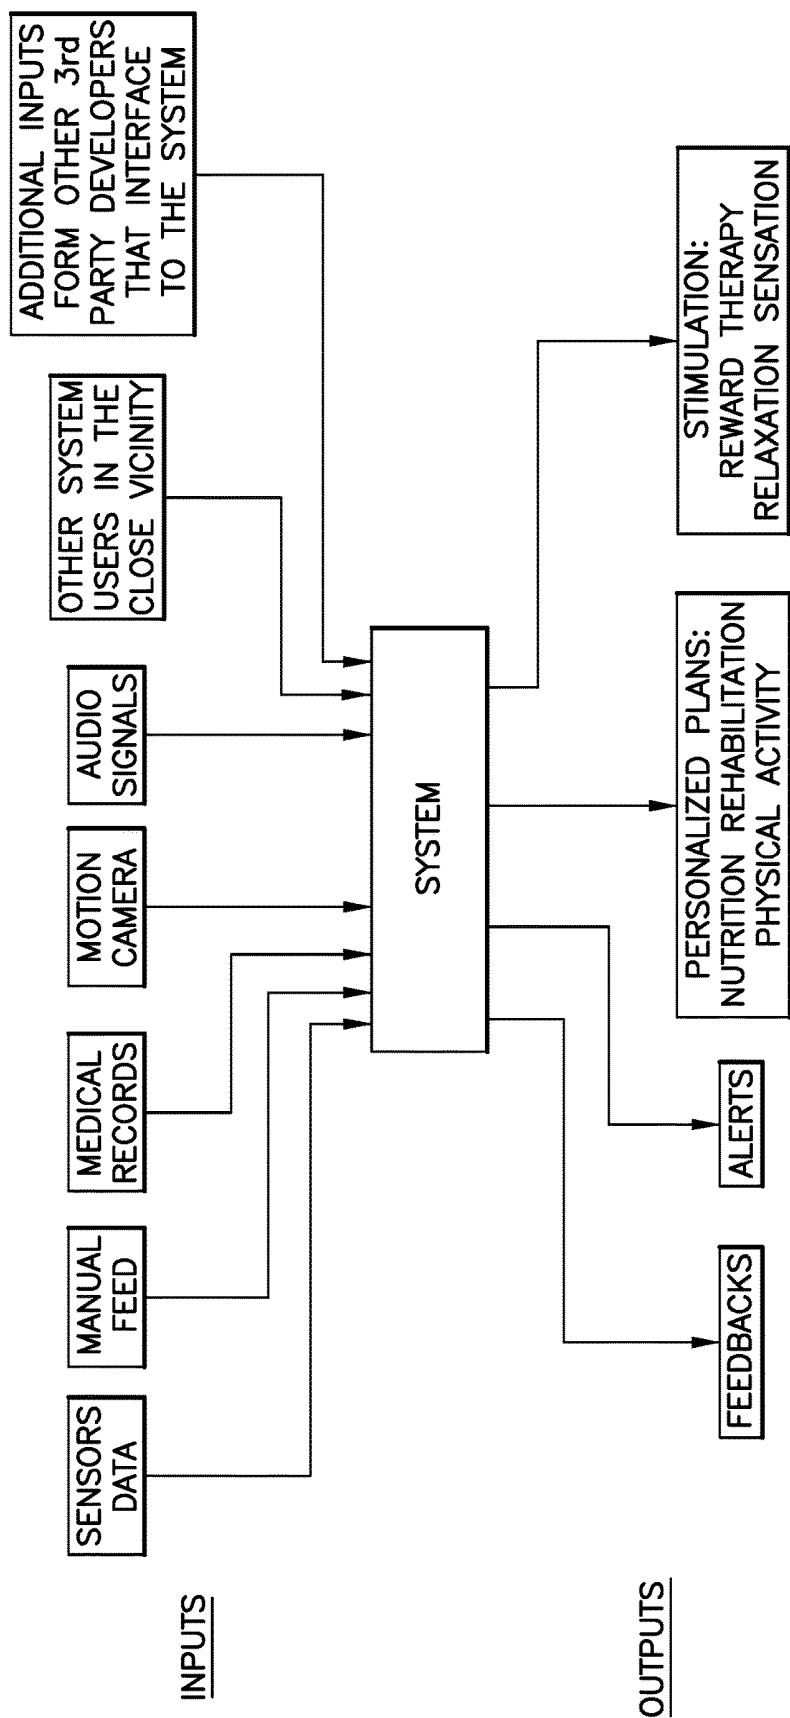 INPUTS
SENSORS
DATA
MANUAL
FEED
MEDICAL
RECORDS
MOTION
CAMERA
AUDIO
SIGNALS
OTHER SYSTEM
USERS IN THE
CLOSE VICINITY
ADDITIONAL INPUTS
FORM OTHER 3rd
PARTY DEVELOPERS
THAT INTERFACE
TO THE SYSTEM
SYSTEM
OUTPUTS
FEEDBACKS
ALERTS
PERSONALIZED PLANS:
NUTRITION REHABILITATION
PHYSICAL ACTIVITY
STIMULATION:
REWARD THERAPY
RELAXATION SENSATION